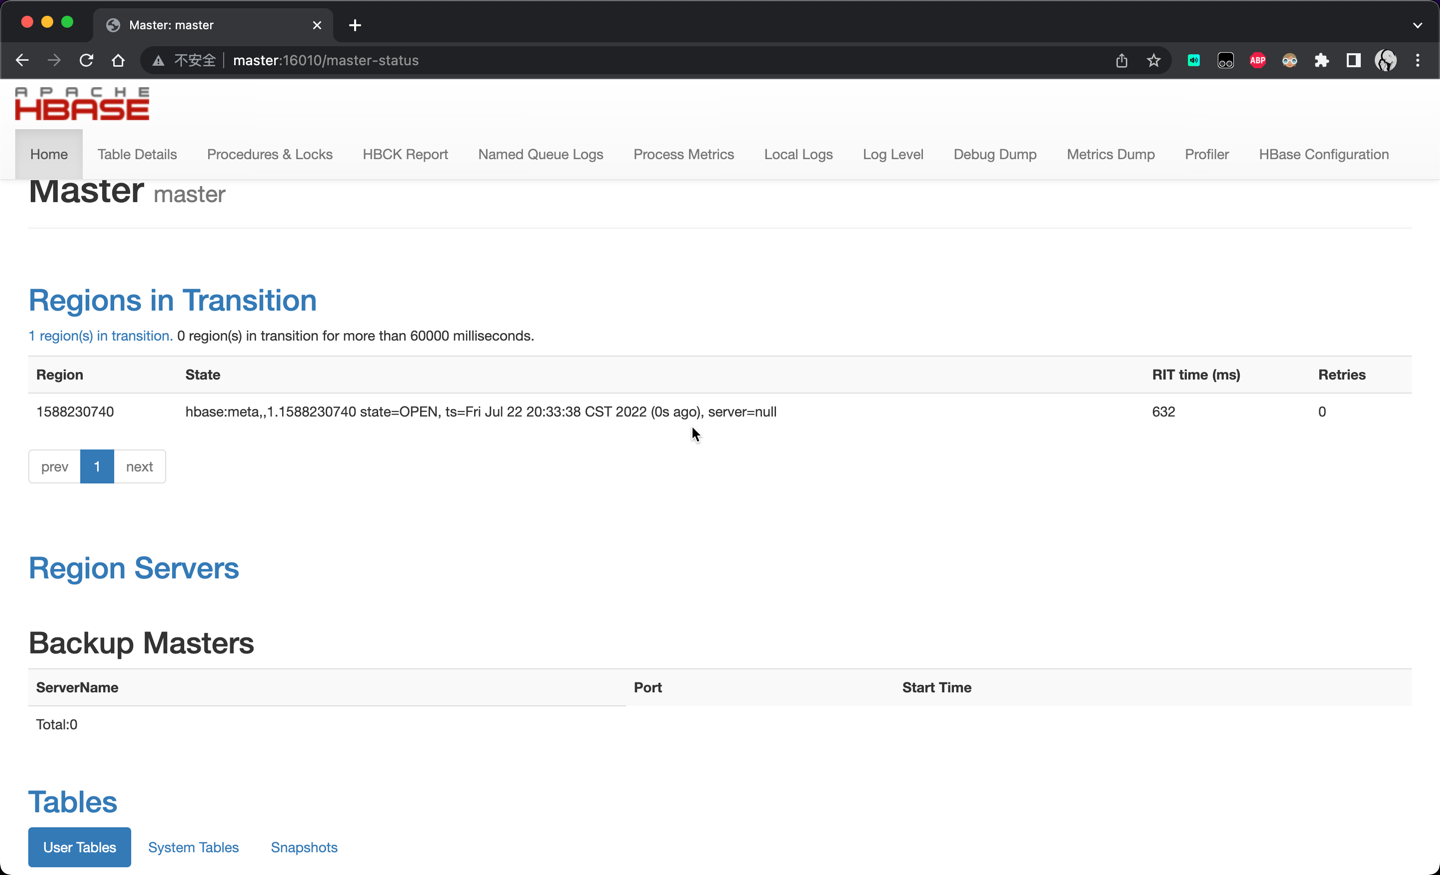 Master: master
不安全 master:16010/master-status
ABP
APACHE
HBASE
Home Table Details Procedures & Locks HBCK Report Named Queue Logs Process Metrics Local Logs Log Level Debug Dump Metrics Dump Profiler HBase Configuration
Master master
Regions in Transition
1 region(s) in transition. 0 region(s) in transition for more than 60000 milliseconds.
Region State RIT time (ms) Retries
1588230740 hbase:meta,,1.1588230740 state=OPEN, ts=Fri Jul 22 20:33:38 CST 2022 (0s ago), server=null 632 0
prev 1 next
Region Servers
Backup Masters
ServerName Port Start Time
Total:0
Tables
User Tables System Tables Snapshots